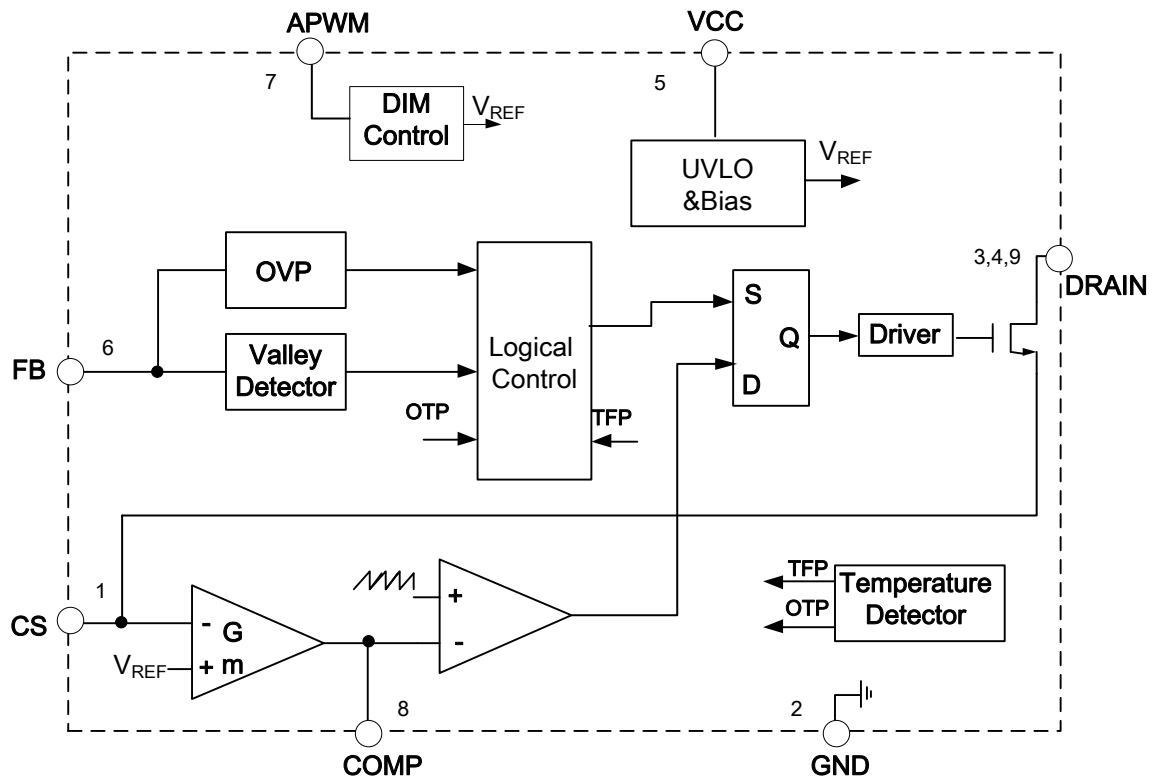 APWM
VCC
7
5
DIM
Control
VREF
UVLO
&Bias
VREF
OVP
3,4,9
DRAIN
S
Q
D
Driver
6
FB
Valley
Detector
Logical
Control
OTP
TFP
1
CS
-
G
VREF
+
m
+
-
TFP
OTP
Temperature
Detector
8
COMP
2
GND